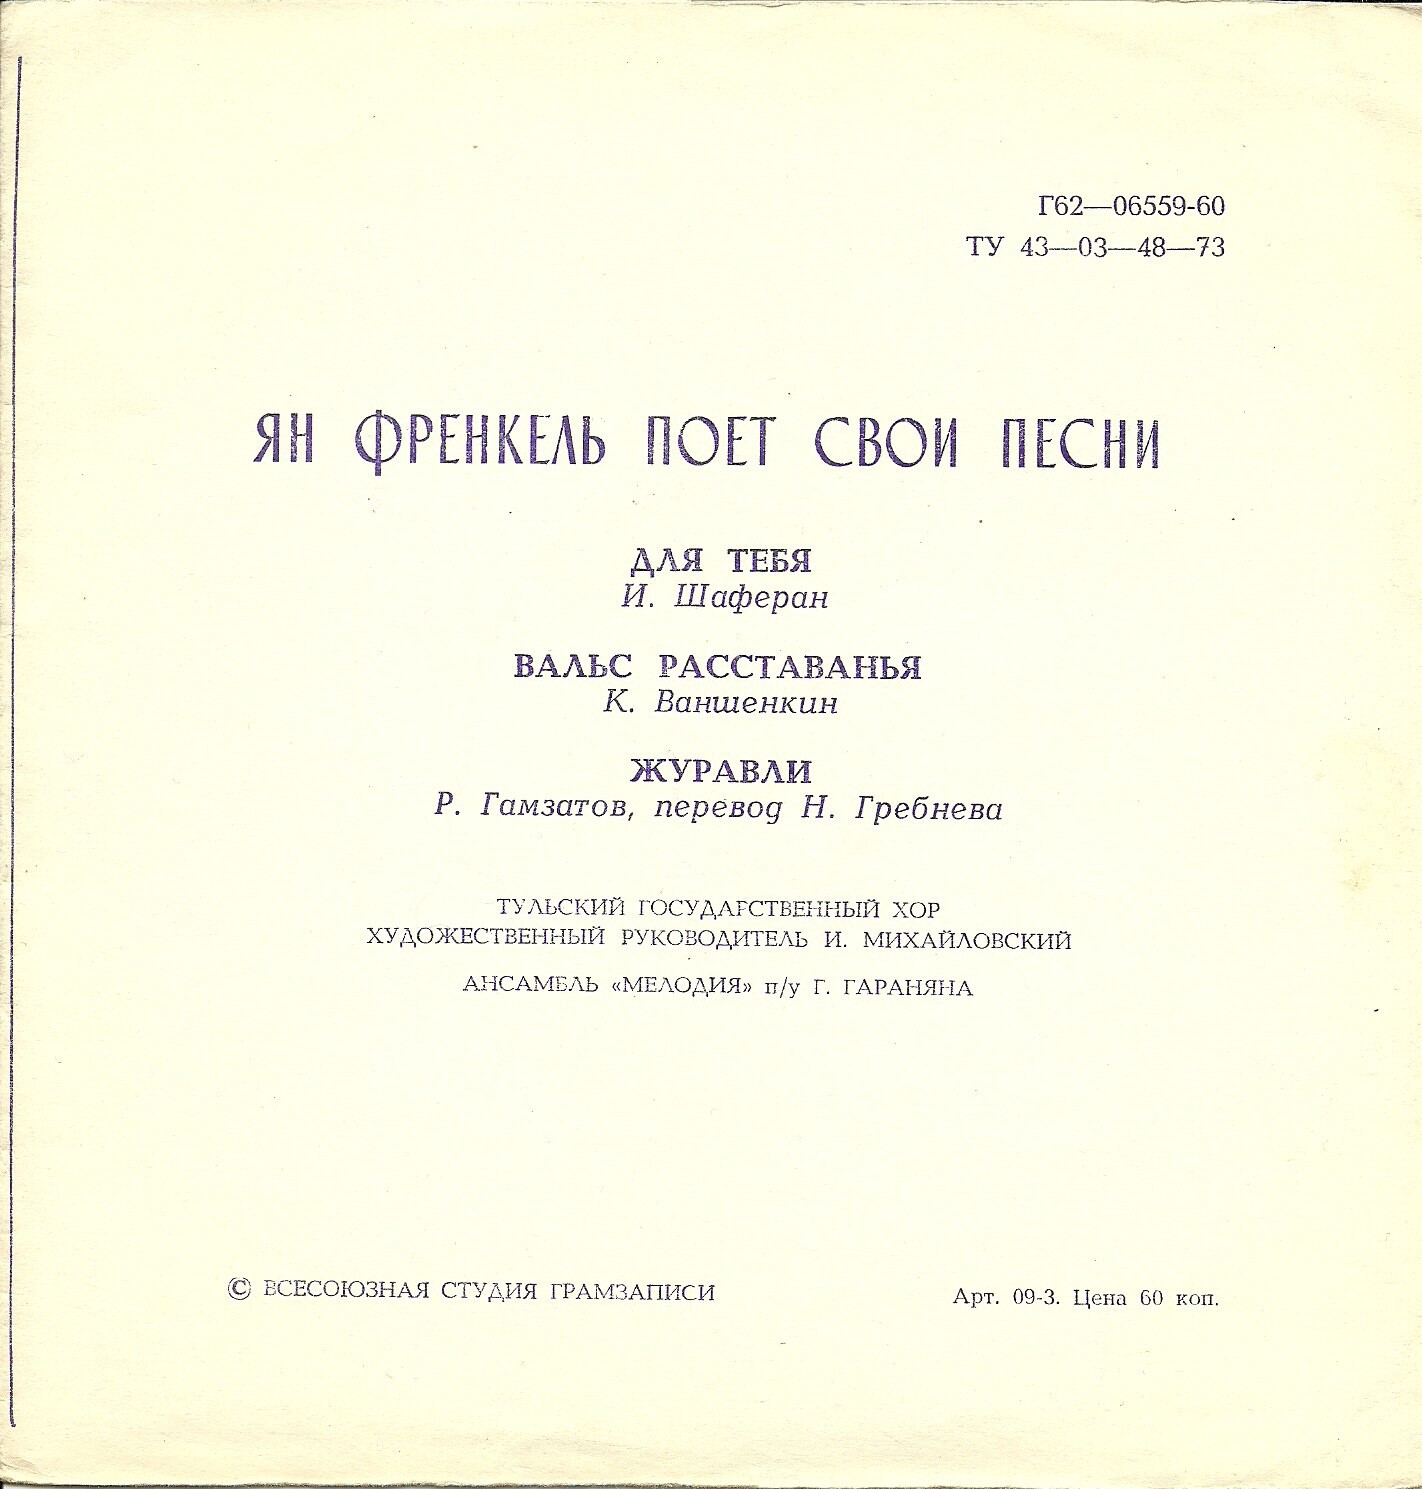 Г62—06559-60
ТУ 43—03—48—73
ЯН ФРЕНКЕЛЬ ПОЕТ СВОИ ПЕСНИ
ДЛЯ ТЕБЯ
И. Шаферан
ВАЛЬС РАССТАВАНЬЯ
К. Ваншенкин
ЖУРАВЛИ
Р. Гамзатов, перевод Н. Гребнева
ТУЛЬСКИЙ ГОСУДАРСТВЕННЫЙ ХОР
ХУДОЖЕСТВЕННЫЙ РУКОВОДИТЕЛЬ И. МИХАЙЛОВСКИЙ
АНСАМБЛЬ «МЕЛОДИЯ» п/у Г. ГАРАНЯНА
© ВСЕСОЮЗНАЯ СТУДИЯ ГРАМЗАПИСИ
Арт. 09-3. Цена 60 коп.